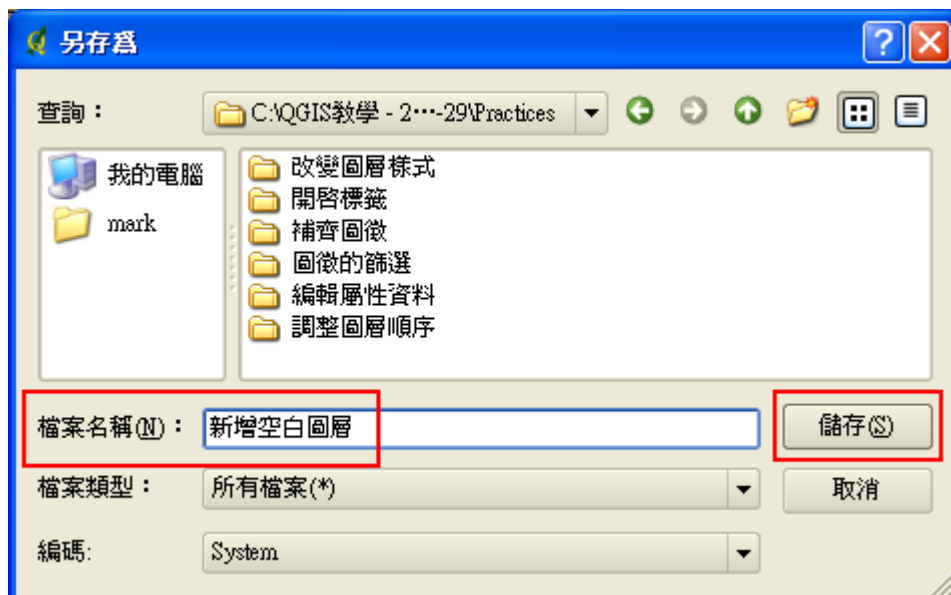 另存爲
查詢：
C:\QGIS教學 - 2⋯-29\Practices
我的電腦
mark
改變圖層樣式
開啓標籤
補齊圖徵
圖徵的篩選
編輯屬性資料
調整圖層順序
檔案名稱(N)：
新增空白圖層
儲存(S)
檔案類型：
所有檔案(*)
取消
編碼:
System